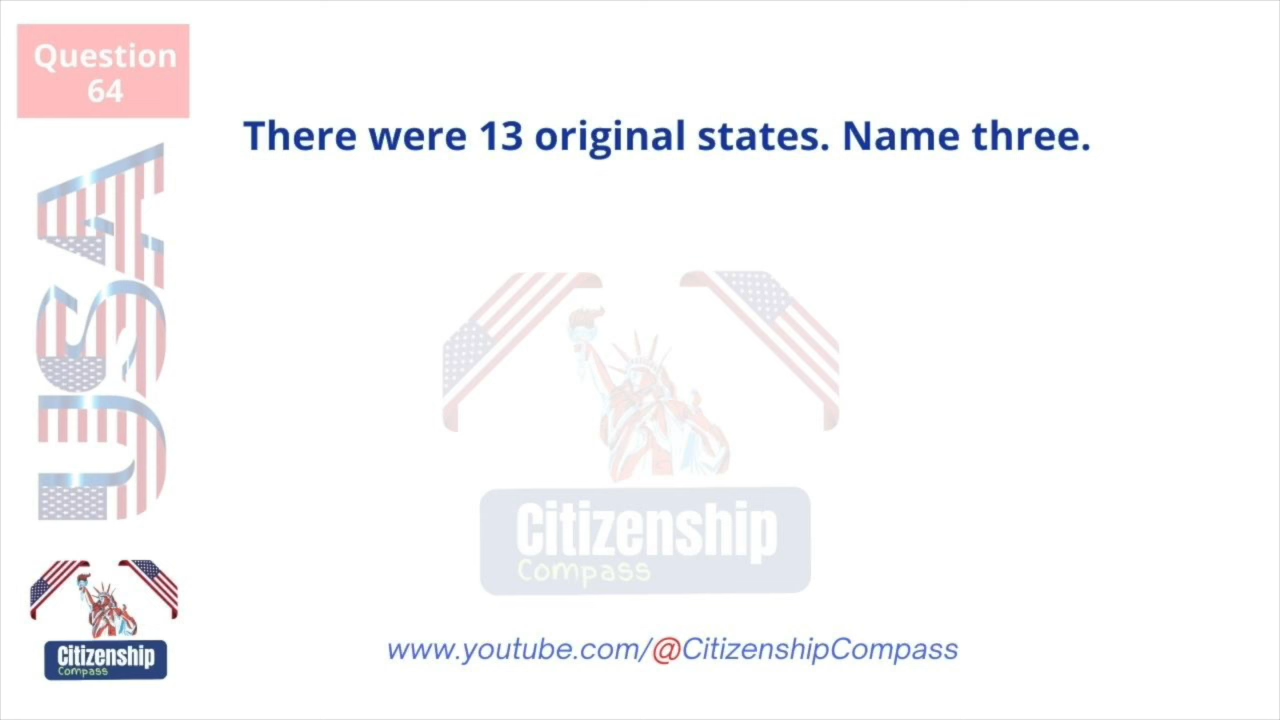 Question
64
There were 13 original states. Name three.
USA
Citizenship
Compass
Citizenship
Compass
www.youtube.com/@CitizenshipCompass